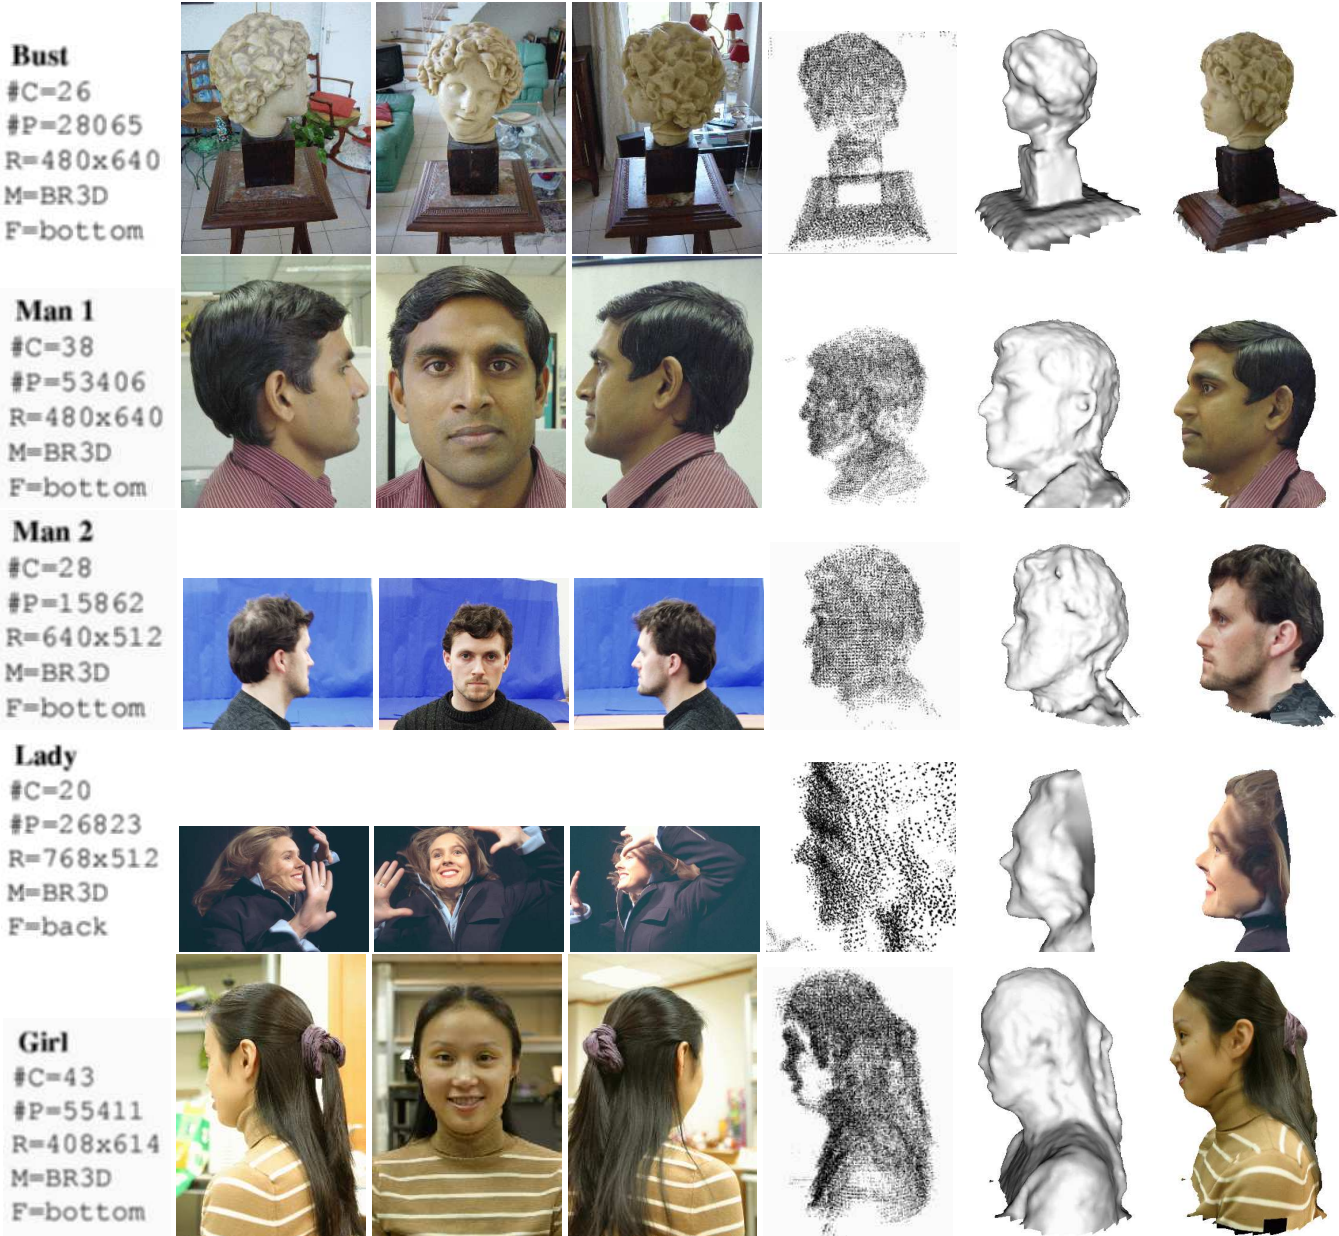 Bust
#C=26
#P=28065
R=480x640
M=BR3D
F=bottom
Man 1
#C=38
#P=53406
R=480x640
M=BR3D
F=bottom
Man 2
#C=28
#P=15862
R=640x512
M=BR3D
F=bottom
Lady
#C=20
#P=26823
R=768x512
M=BR3D
F=back
Girl
#C=43
#P=55411
R=408x614
M=BR3D
F=bottom